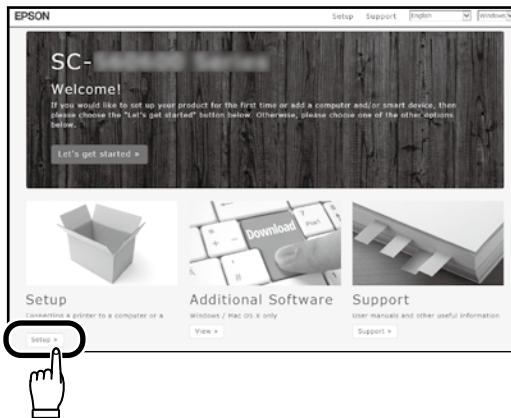 EPSON
Setup Support English Windows
SC-
Welcome!
If you would like to set up your product for the first time or add a computer and/or smart device, then
please choose the "Let's get started" button below. Otherwise, please choose one of the other options
below.
Let's get started »
Download
Setup
Connecting a printer to a computer or a
Setup »
Additional Software
Windows / Mac OS X only
View »
Support
User manuals and other useful information
Support »